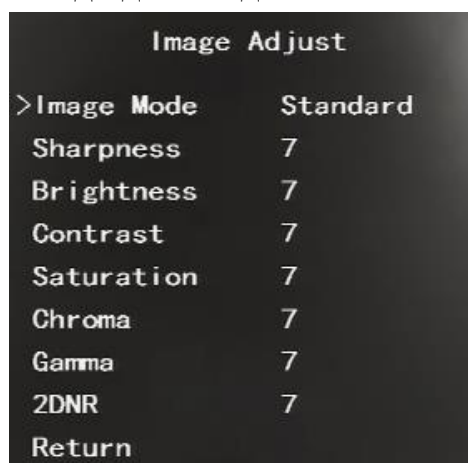 Image Adjust
>Image Mode Standard
Sharpness 7
Brightness 7
Contrast 7
Saturation 7
Chroma 7
Gamma 7
2DNR 7
Return